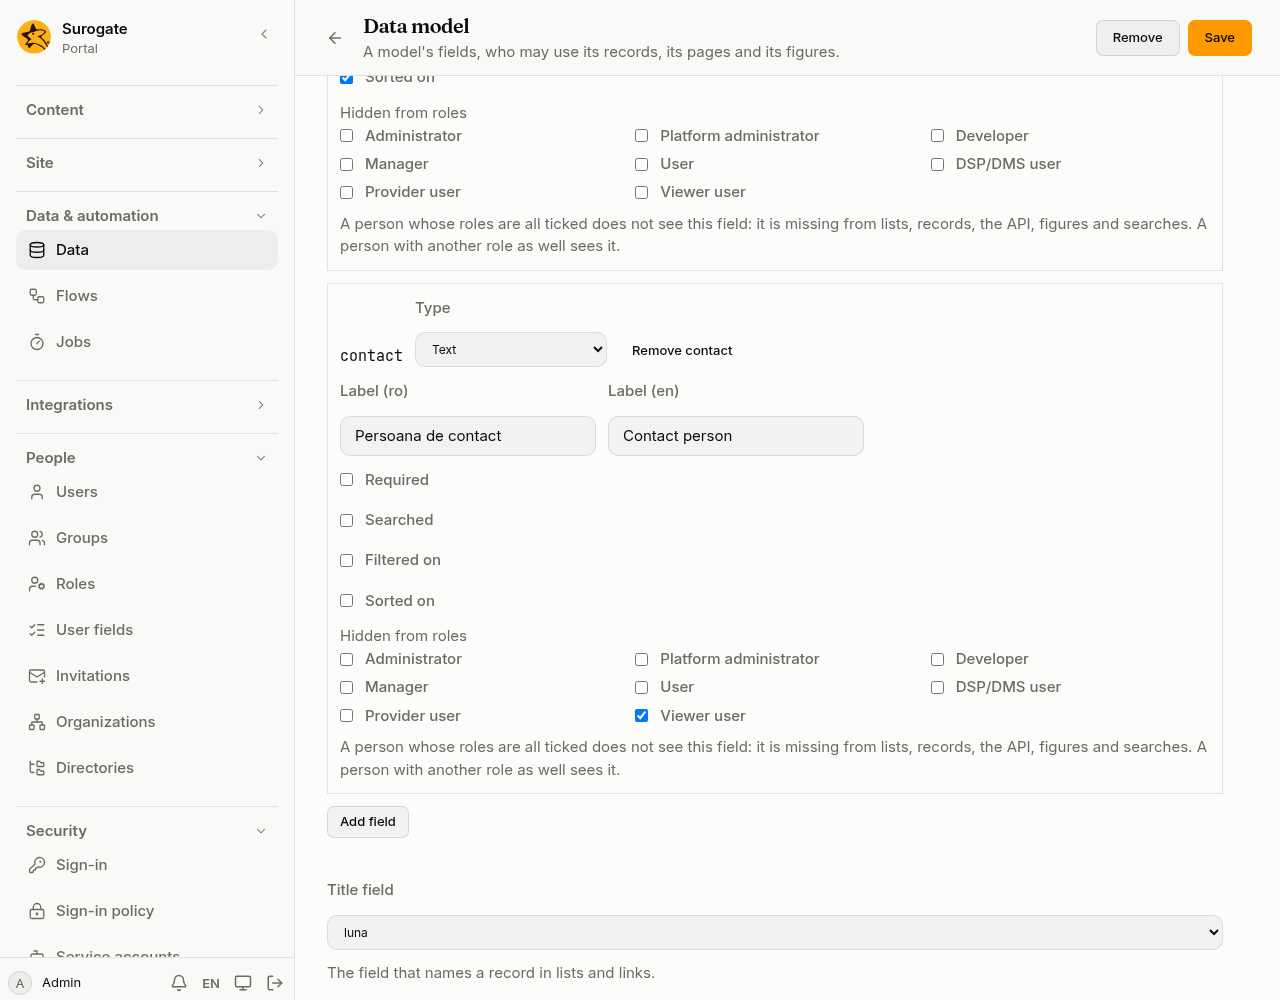 Surogate
Portal
Data model
A model's fields, who may use its records, its pages and its figures.
Remove
Save
Content
Site
Data & automation
Data
Flows
Jobs
Integrations
People
Users
Groups
Roles
User fields
Invitations
Organizations
Directories
Security
Sign-in
Sign-in policy
Service accounts
A
Admin
EN
Sorted on
Hidden from roles
Administrator
Platform administrator
Developer
Manager
User
DSP/DMS user
Provider user
Viewer user
A person whose roles are all ticked does not see this field: it is missing from lists, records, the API, figures and searches. A
person with another role as well sees it.
Type
contact
Text
Remove contact
Label (ro)
Label (en)
Persoana de contact
Contact person
Required
Searched
Filtered on
Sorted on
Hidden from roles
Administrator
Platform administrator
Developer
Manager
User
DSP/DMS user
Provider user
Viewer user
A person whose roles are all ticked does not see this field: it is missing from lists, records, the API, figures and searches. A
person with another role as well sees it.
Add field
Title field
luna
The field that names a record in lists and links.